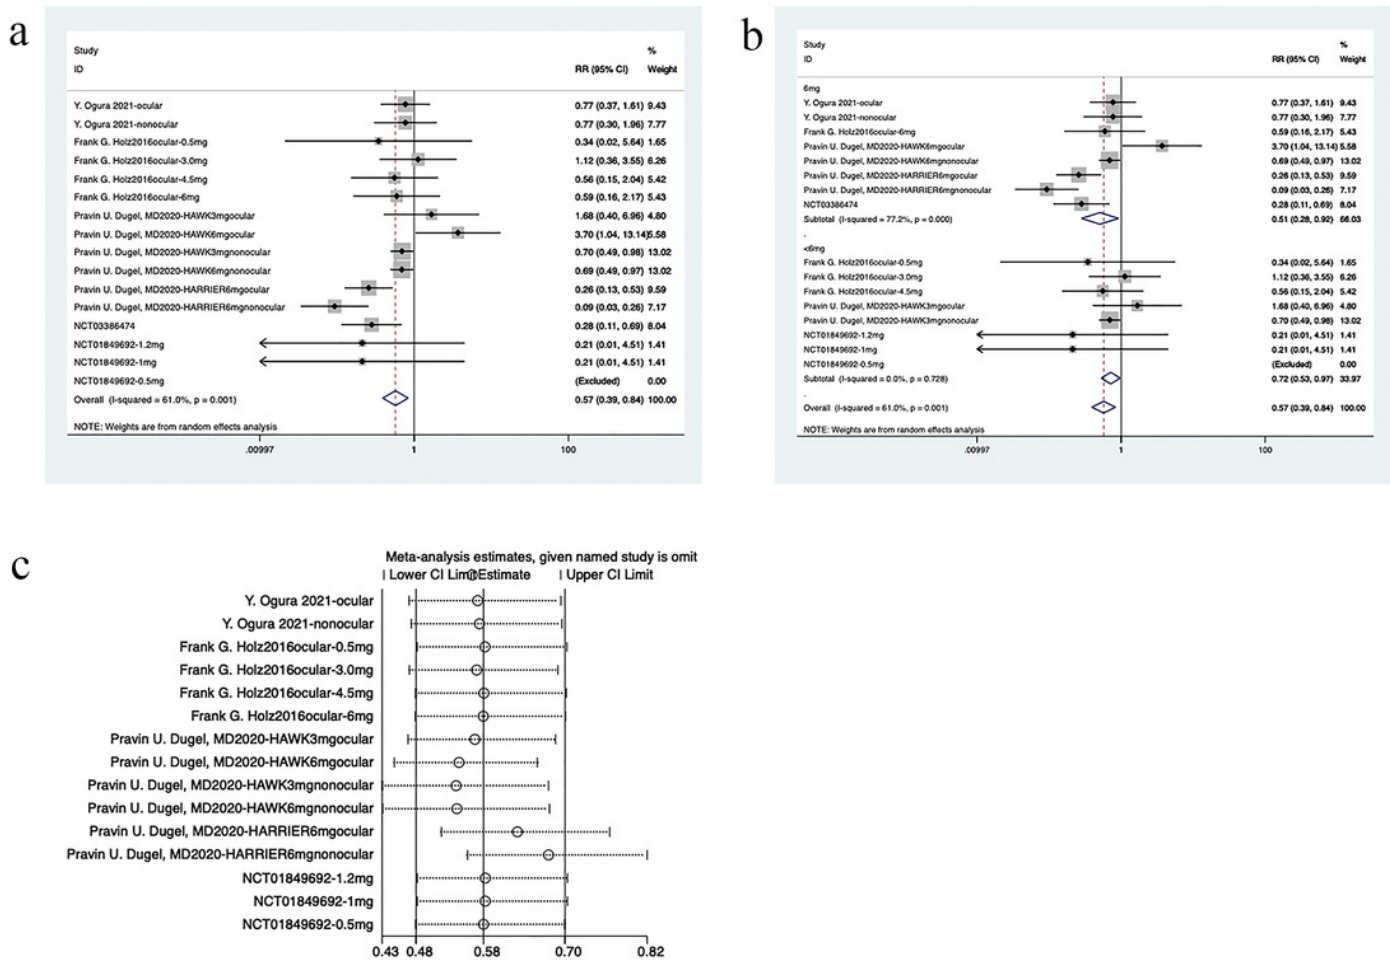 a
Study
%
ID
RR (95% CI)
Weight
Y. Ogura 2021-ocular 0.77 (0.37, 1.61) 9.43
Y. Ogura 2021-nonocular 0.77 (0.30, 1.96) 7.77
Frank G. Holz2016ocular-0.5mg 0.34 (0.02, 5.64) 1.65
Frank G. Holz2016ocular-3.0mg 1.12 (0.36, 3.55) 6.26
Frank G. Holz2016ocular-4.5mg 0.56 (0.15, 2.04) 5.42
Frank G. Holz2016ocular-6mg 0.59 (0.16, 2.17) 5.43
Pravin U. Dugel, MD2020-HAWK3mgocular 1.68 (0.40, 6.96) 4.80
Pravin U. Dugel, MD2020-HAWK6mgocular 3.70 (1.04, 13.14)5.58
Pravin U. Dugel, MD2020-HAWK3mgnonocular 0.70 (0.49, 0.98) 13.02
Pravin U. Dugel, MD2020-HAWK6mgnonocular 0.69 (0.49, 0.97) 13.02
Pravin U. Dugel, MD2020-HARRIER6mgocular 0.26 (0.13, 0.53) 9.59
Pravin U. Dugel, MD2020-HARRIER6mgnonocular 0.09 (0.03, 0.26) 7.17
NCT03386474 0.28 (0.11, 0.69) 8.04
NCT01849692-1.2mg 0.21 (0.01, 4.51) 1.41
NCT01849692-1mg 0.21 (0.01, 4.51) 1.41
NCT01849692-0.5mg (Excluded) 0.00
Overall (I-squared = 61.0%, p = 0.001) 0.57 (0.39, 0.84) 100.00
NOTE: Weights are from random effects analysis
.00997 1 100
b
Study
%
ID
RR (95% CI)
Weight
6mg
Y. Ogura 2021-ocular 0.77 (0.37, 1.61) 9.43
Y. Ogura 2021-nonocular 0.77 (0.30, 1.96) 7.77
Frank G. Holz2016ocular-6mg 0.59 (0.16, 2.17) 5.43
Pravin U. Dugel, MD2020-HAWK6mgocular 3.70 (1.04, 13.14) 5.58
Pravin U. Dugel, MD2020-HAWK6mgnonocular 0.69 (0.49, 0.97) 13.02
Pravin U. Dugel, MD2020-HARRIER6mgocular 0.26 (0.13, 0.53) 9.59
Pravin U. Dugel, MD2020-HARRIER6mgnonocular 0.09 (0.03, 0.26) 7.17
NCT03386474 0.28 (0.11, 0.69) 8.04
Subtotal (I-squared = 77.2%, p = 0.000) 0.51 (0.28, 0.92) 66.03
.
<6mg
Frank G. Holz2016ocular-0.5mg 0.34 (0.02, 5.64) 1.65
Frank G. Holz2016ocular-3.0mg 1.12 (0.36, 3.55) 6.26
Frank G. Holz2016ocular-4.5mg 0.56 (0.15, 2.04) 5.42
Pravin U. Dugel, MD2020-HAWK3mgocular 1.68 (0.40, 6.96) 4.80
Pravin U. Dugel, MD2020-HAWK3mgnonocular 0.70 (0.49, 0.98) 13.02
NCT01849692-1.2mg 0.21 (0.01, 4.51) 1.41
NCT01849692-1mg 0.21 (0.01, 4.51) 1.41
NCT01849692-0.5mg (Excluded) 0.00
Subtotal (I-squared = 0.0%, p = 0.728) 0.72 (0.53, 0.97) 33.97
.
Overall (I-squared = 61.0%, p = 0.001) 0.57 (0.39, 0.84) 100.00
NOTE: Weights are from random effects analysis
.00997 1 100
c
Meta-analysis estimates, given named study is omit
Lower CI Limit Estimate Upper CI Limit
Y. Ogura 2021-ocular
Y. Ogura 2021-nonocular
Frank G. Holz2016ocular-0.5mg
Frank G. Holz2016ocular-3.0mg
Frank G. Holz2016ocular-4.5mg
Frank G. Holz2016ocular-6mg
Pravin U. Dugel, MD2020-HAWK3mgocular
Pravin U. Dugel, MD2020-HAWK6mgocular
Pravin U. Dugel, MD2020-HAWK3mgnonocular
Pravin U. Dugel, MD2020-HAWK6mgnonocular
Pravin U. Dugel, MD2020-HARRIER6mgocular
Pravin U. Dugel, MD2020-HARRIER6mgnonocular
NCT01849692-1.2mg
NCT01849692-1mg
NCT01849692-0.5mg
0.43 0.48 0.58 0.70 0.82